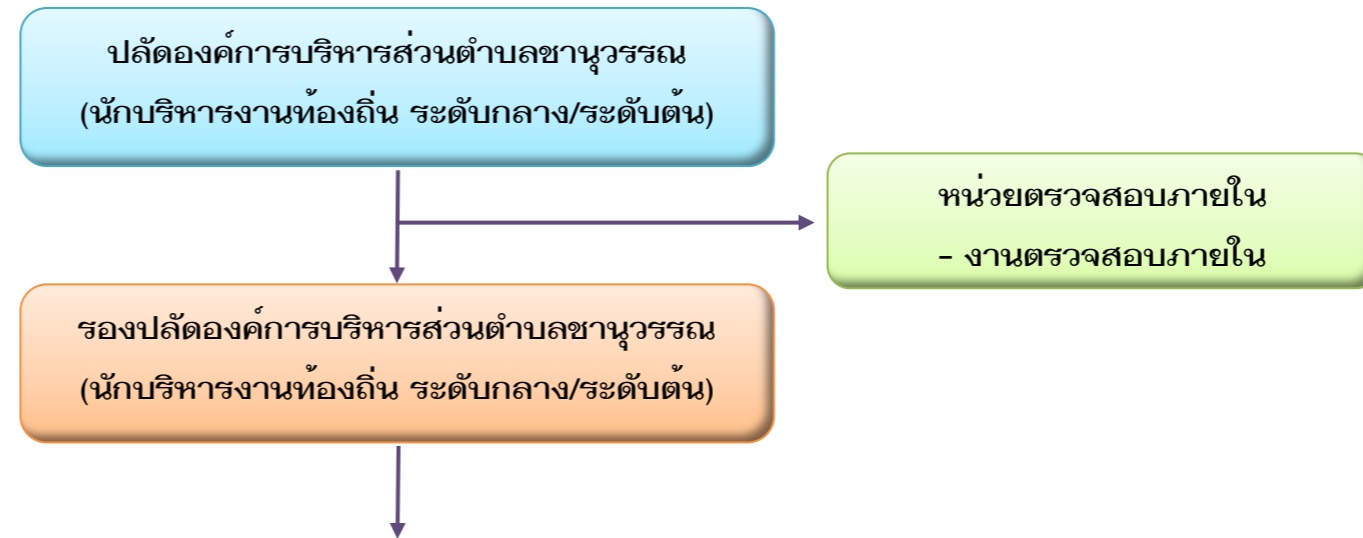 ปลัดองค์การบริหารส่วนตำบลชานุวรรณ
(นักบริหารงานท้องถิ่น ระดับกลาง/ระดับต้น)
หน่วยตรวจสอบภายใน
- งานตรวจสอบภายใน
รองปลัดองค์การบริหารส่วนตำบลชานุวรรณ
(นักบริหารงานท้องถิ่น ระดับกลาง/ระดับต้น)